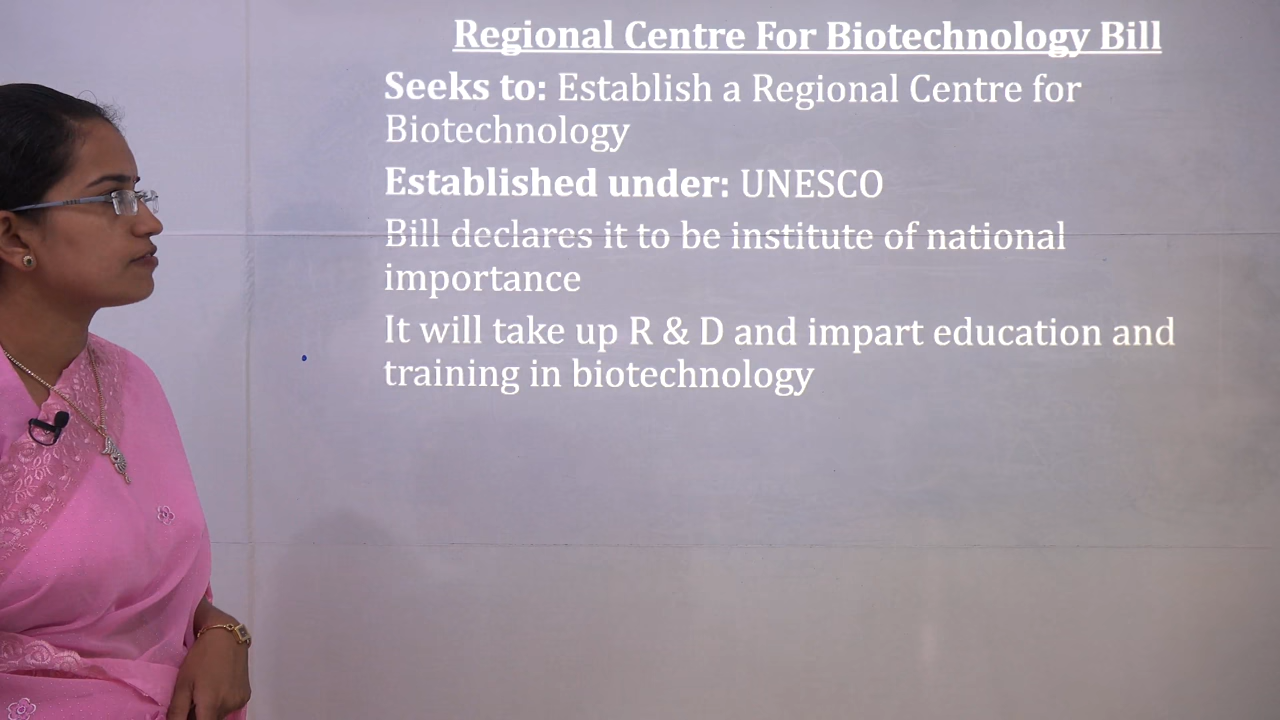 Regional Centre For Biotechnology Bill
Seeks to: Establish a Regional Centre for
Biotechnology
Established under: UNESCO
Bill declares it to be institute of national
importance
It will take up R & D and impart education and
training in biotechnology